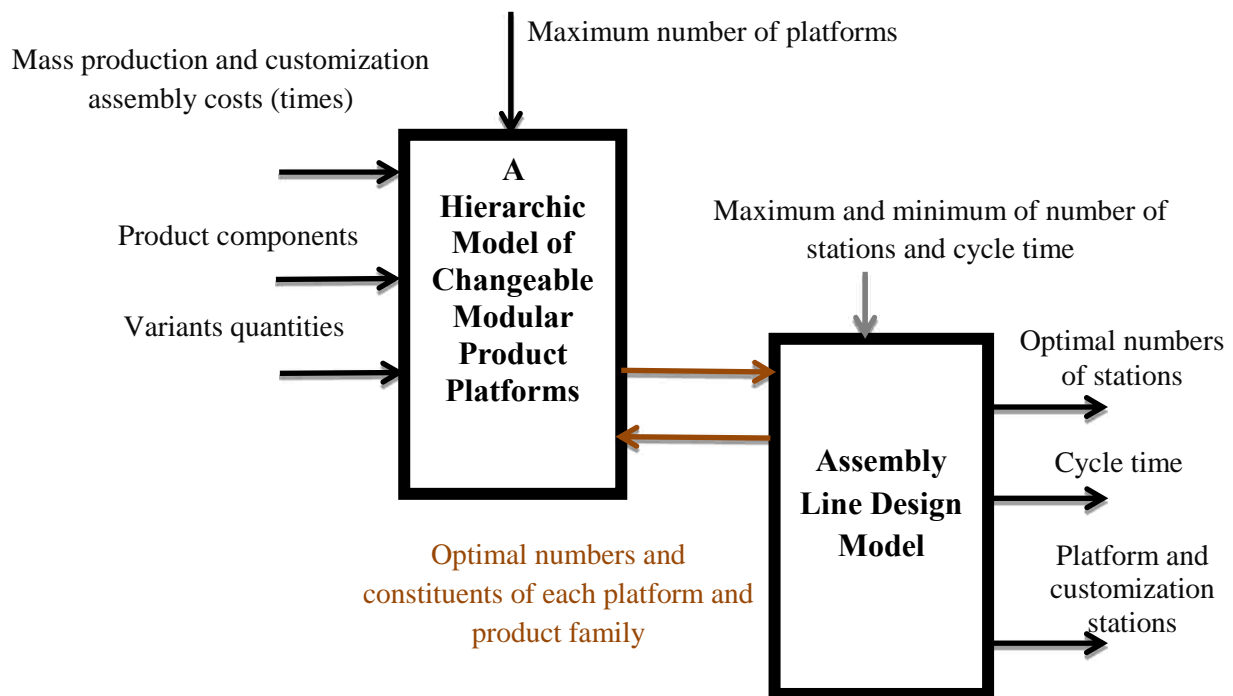 Maximum number of platforms
Mass production and customization
assembly costs (times)
A
Hierarchic
Model of
Changeable
Modular
Product
Platforms
Product components
Variants quantities
Maximum and minimum of number of
stations and cycle time
Optimal numbers
of stations
Assembly
Line Design
Model
Cycle time
Platform and
customization
stations
Optimal numbers and
constituents of each platform and
product family